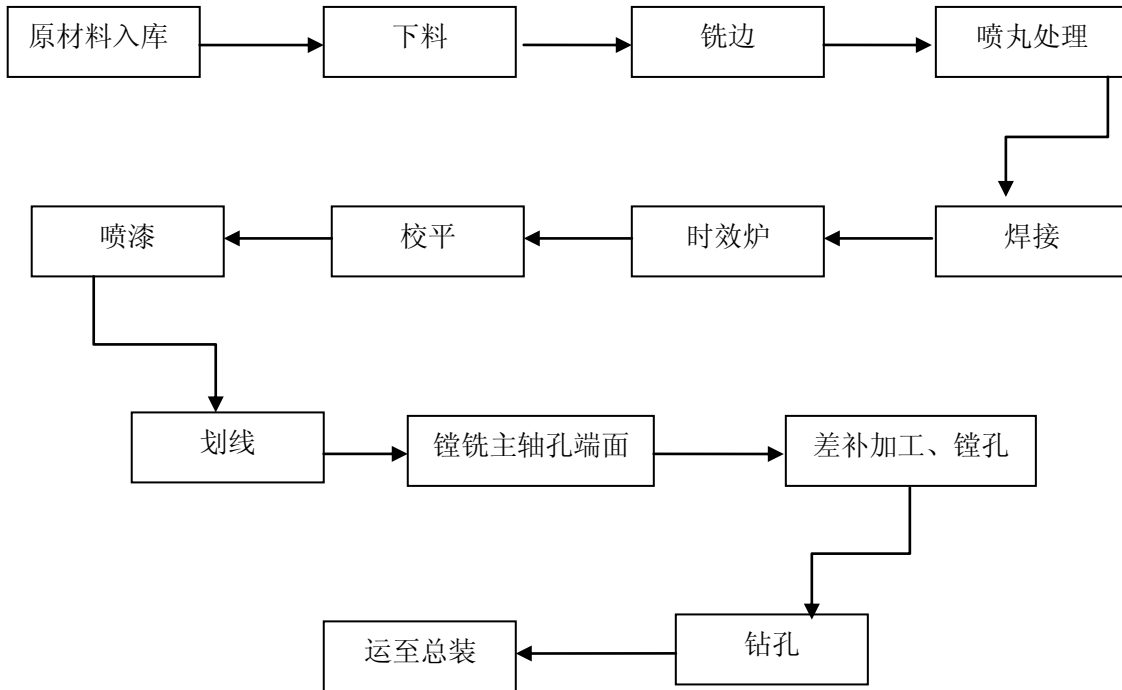 原材料入库
下料
铣边
喷丸处理
焊接
时效炉
校平
喷漆
划线
镗铣主轴孔端面
差补加工、镗孔
钻孔
运至总装